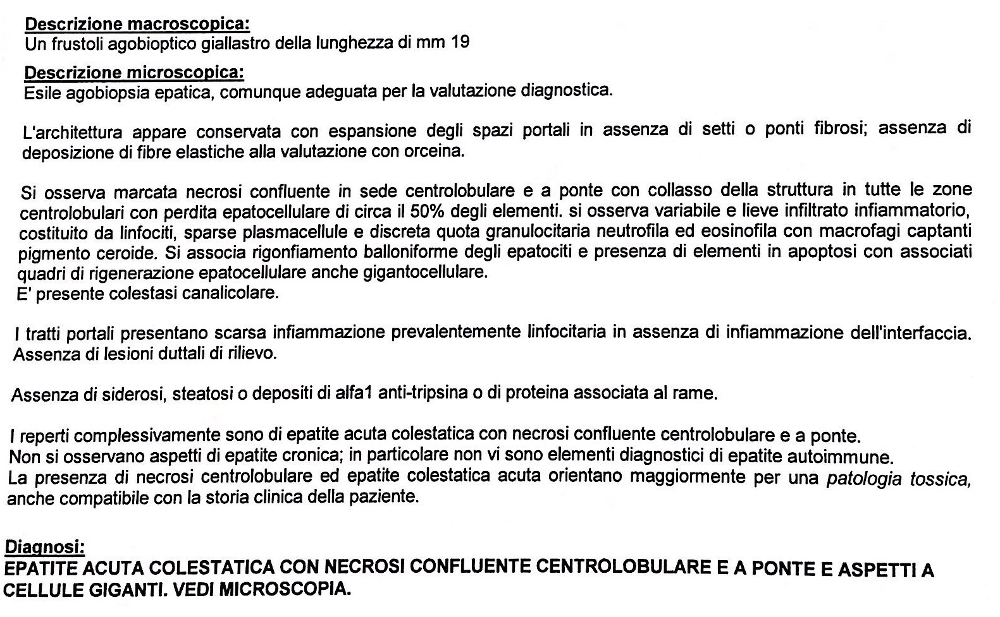 Descrizione macroscopica:
Un frustoli agobioptico giallastro della lunghezza di mm 19
Descrizione microscopica:
Esile agobiopsia epatica, comunque adeguata per la valutazione diagnostica.
L'architettura appare conservata con espansione degli spazi portali in assenza di setti o ponti fibrosi; assenza di
deposizione di fibre elastiche alla valutazione con orceina.
Si osserva marcata necrosi confluente in sede centrolobulare e a ponte con collasso della struttura in tutte le zone
centrolobulari con perdita epatocellulare di circa il 50% degli elementi. si osserva variabile e lieve infiltrato infiammatorio,
costituito da linfociti, sparse plasmacellule e discreta quota granulocitaria neutrofila ed eosinofila con macrofagi captanti
pigmento ceroide. Si associa rigonfiamento balloniforme degli epatociti e presenza di elementi in apoptosi con associati
quadri di rigenerazione epatocellulare anche gigantocellulare.
E' presente colestasi canalicolare.
I tratti portali presentano scarsa infiammazione prevalentemente linfocitaria in assenza di infiammazione dell'interfaccia.
Assenza di lesioni duttali di rilievo.
Assenza di siderosi, steatosi o depositi di alfa1 anti-tripsina o di proteina associata al rame.
I reperti complessivamente sono di epatite acuta colestatica con necrosi confluente centrolobulare e a ponte.
Non si osservano aspetti di epatite cronica; in particolare non vi sono elementi diagnostici di epatite autoimmune.
La presenza di necrosi centrolobulare ed epatite colestatica acuta orientano maggiormente per una patologia tossica,
anche compatibile con la storia clinica della paziente.
Diagnosi:
EPATITE ACUTA COLESTATICA CON NECROSI CONFLUENTE CENTROLOBULARE E A PONTE E ASPETTI A
CELLULE GIGANTI. VEDI MICROSCOPIA.